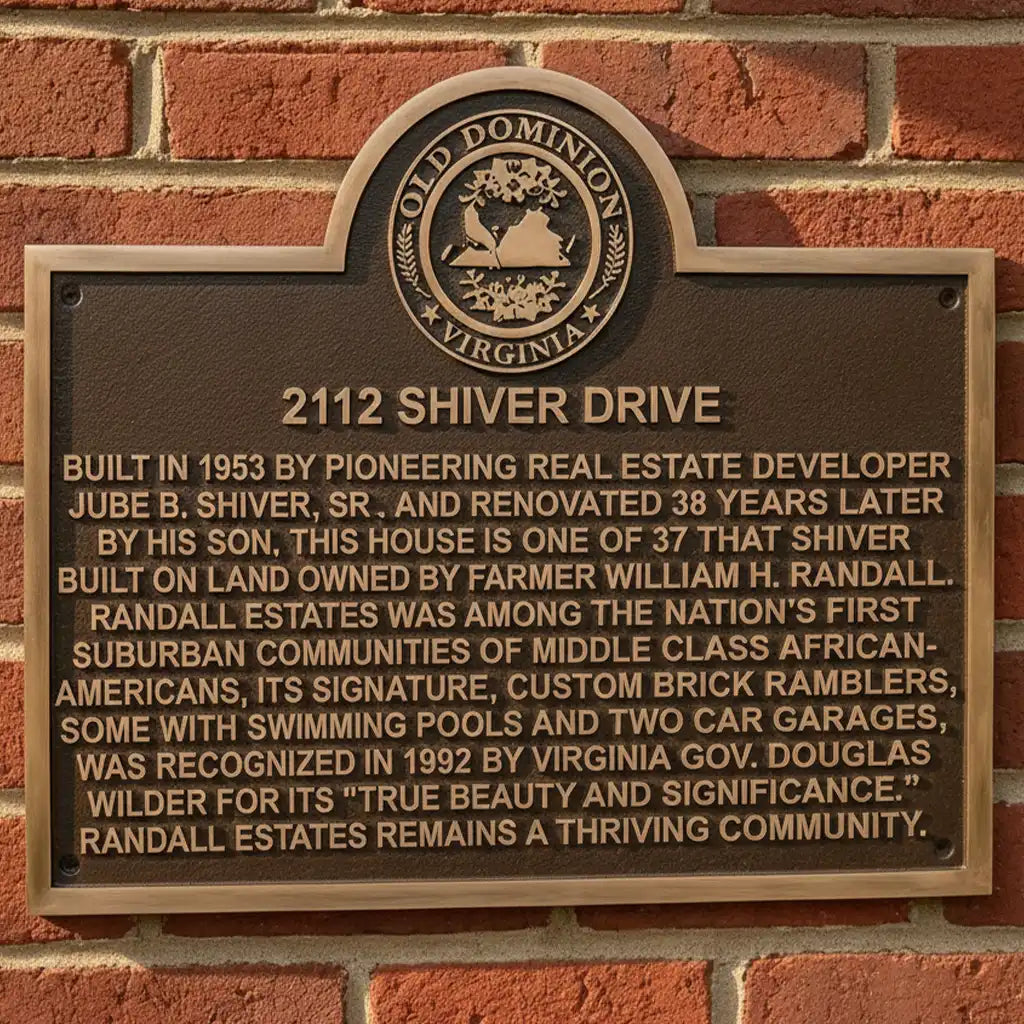 OLD DOMINION
VIRGINIA
2112 SHIVER DRIVE
BUILT IN 1953 BY PIONEERING REAL ESTATE DEVELOPER
JUBE B. SHIVER, SR., AND RENOVATED 38 YEARS LATER
BY HIS SON, THIS HOUSE IS ONE OF 37 THAT SHIVER
BUILT ON LAND OWNED BY FARMER WILLIAM H. RANDALL.
RANDALL ESTATES WAS AMONG THE NATION'S FIRST
SUBURBAN COMMUNITIES OF MIDDLE CLASS AFRICAN-
AMERICANS, ITS SIGNATURE, CUSTOM BRICK RAMBLERS,
SOME WITH SWIMMING POOLS AND TWO CAR GARAGES,
WAS RECOGNIZED IN 1992 BY VIRGINIA GOV. DOUGLAS
WILDER FOR ITS "TRUE BEAUTY AND SIGNIFICANCE.”
RANDALL ESTATES REMAINS A THRIVING COMMUNITY.